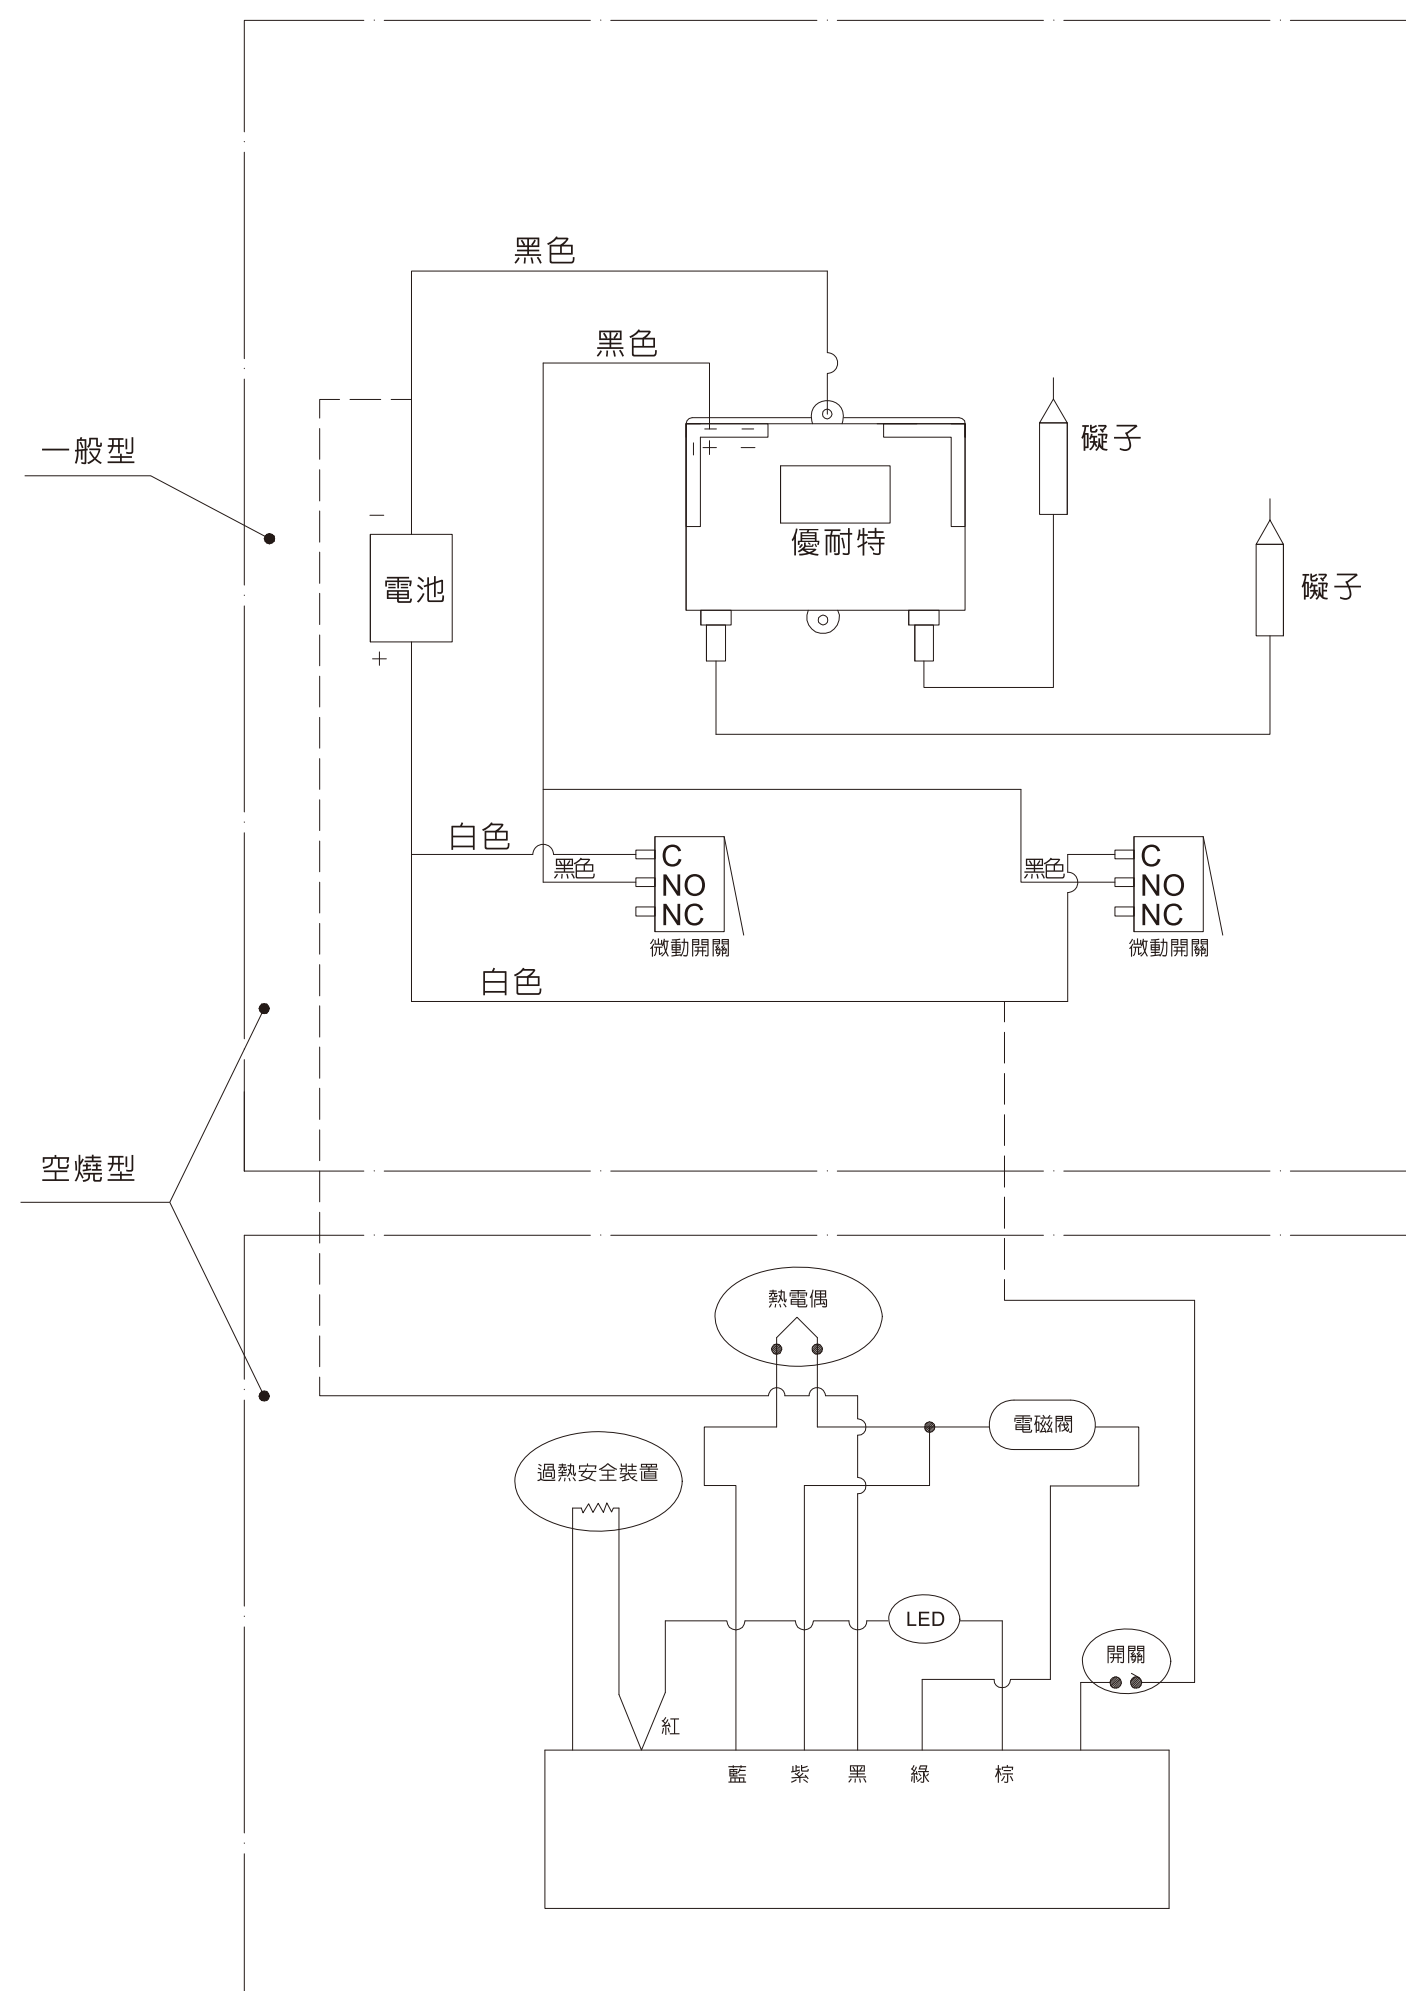 黑色
黑色
一般型
礙子
優耐特
電池
礙子
−
+
+
−
−
−
+
白色
黑色
C
NO
NC
微動開關
黑色
C
NO
NC
微動開關
白色
空燒型
熱電偶
電磁閥
過熱安全裝置
LED
開關
紅
藍 紫 黑 綠 棕